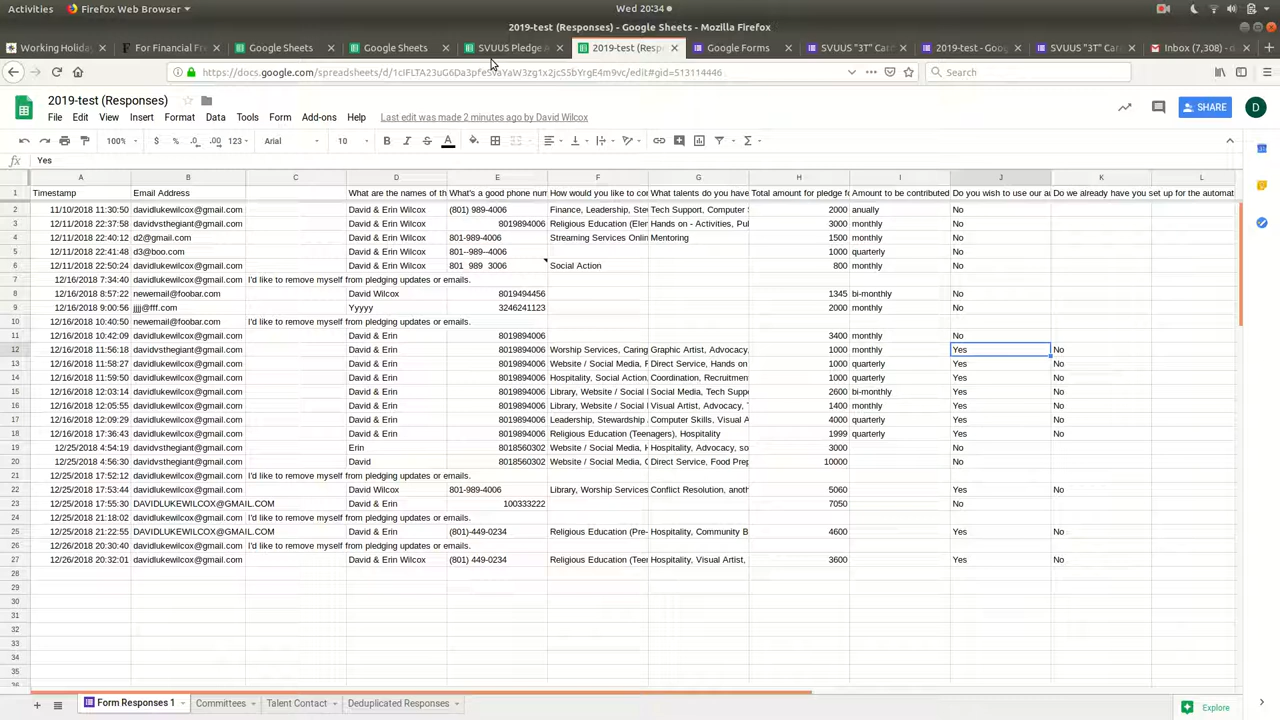 Activities Firefox Web Browser Wed 20:34
2019-test (Responses) - Google Sheets - Mozilla Firefox
Working Holida For Financial Fre Google Sheets Google Sheets SVUUS Pledge A 2019-test (Resp Google Forms SVUUS "3T" Car 2019-test - Goog SVUUS "3T" Car Inbox (7,308) - d
https://docs.google.com/spreadsheets/d/1cIFLTA23uG6Da3pfeSVaYaW3zg1x2jcSSbYrgE4m9vc/edit#gid=513114446 Search
2019-test (Responses)
SHARE D
File Edit View Insert Format Data Tools Form Add-ons Help Last edit was made 2 minutes ago by David Wilcox
100% $ % .0 .00 123 Arial 10 B I S A
fx Yes
A B C D E F G H I J K L
1 Timestamp Email Address What are the names of th What's a good phone num How would you like to con What talents do you have Total amount for pledge fo Amount to be contributed Do you wish to use our au Do we already have you set up for the automat
2 11/10/2018 11:30:50 davidlukewilcox@gmail.com David & Erin Wilcox (801) 989-4006 Finance, Leadership, Ste Tech Support, Computer S 2000 anually No
3 12/11/2018 22:37:58 davidvsthegiant@gmail.com David & Erin Wilcox 8019894006 Religious Education (Elen Hands on - Activities, Pul 3000 monthly No
4 12/11/2018 22:40:12 d2@gmail.com David & Erin Wilcox 801-989-4006 Streaming Services Onlin Mentoring 1500 monthly No
5 12/11/2018 22:41:48 d3@boo.com David & Erin Wilcox 801--989--4006 1000 quarterly No
6 12/11/2018 22:50:24 davidlukewilcox@gmail.com David & Erin Wilcox 801 989 3006 Social Action 800 monthly No
7 12/16/2018 7:34:40 davidlukewilcox@gmail.com I'd like to remove myself from pledging updates or emails.
8 12/16/2018 8:57:22 newemail@foobar.com David Wilcox 8019494456 1345 bi-monthly No
9 12/16/2018 9:00:56 jjjj@fff.com Yyyyy 3246241123 2000 monthly No
10 12/16/2018 10:40:50 newemail@foobar.com I'd like to remove myself from pledging updates or emails.
11 12/16/2018 10:42:09 davidlukewilcox@gmail.com David & Erin 8019894006 3400 monthly No
12 12/16/2018 11:56:18 davidvsthegiant@gmail.com David & Erin 8019894006 Worship Services, Caring Graphic Artist, Advocacy, 1000 monthly Yes No
13 12/16/2018 11:58:27 davidvsthegiant@gmail.com David & Erin 8019894006 Website / Social Media, F Direct Service, Hands on 1000 quarterly Yes No
14 12/16/2018 11:59:50 davidvsthegiant@gmail.com David & Erin 8019894006 Hospitality, Social Action, Coordination, Recruitmen 1000 quarterly Yes No
15 12/16/2018 12:03:14 davidvsthegiant@gmail.com David & Erin 8019894006 Library, Website / Social I Social Media, Tech Supp 2600 bi-monthly Yes No
16 12/16/2018 12:05:55 davidvsthegiant@gmail.com David & Erin 8019894006 Library, Website / Social I Visual Artist, Advocacy, T 1400 monthly Yes No
17 12/16/2018 12:09:29 davidvsthegiant@gmail.com David & Erin 8019894006 Leadership, Stewardship Computer Skills, Visual A 4000 quarterly Yes No
18 12/16/2018 17:36:43 davidvsthegiant@gmail.com David & Erin 8019894006 Religious Education (Teenagers), Hospitality 1999 quarterly Yes No
19 12/25/2018 4:54:19 davidvsthegiant@gmail.com Erin 8018560302 Website / Social Media, H Hospitality, Advocacy, so 3000 No
20 12/25/2018 4:56:30 davidvsthegiant@gmail.com David 8018560302 Website / Social Media, C Direct Service, Food Prep 10000 No
21 12/25/2018 17:52:12 davidlukewilcox@gmail.com I'd like to remove myself from pledging updates or emails.
22 12/25/2018 17:53:44 davidlukewilcox@gmail.com David Wilcox 801-989-4006 Library, Worship Services Conflict Resolution, anoth 5060 Yes No
23 12/25/2018 17:55:30 DAVIDLUKEWILCOX@GMAIL.COM David & Erin 100333222 7050 No
24 12/25/2018 21:18:02 davidlukewilcox@gmail.com I'd like to remove myself from pledging updates or emails.
25 12/25/2018 21:22:55 DAVIDLUKEWILCOX@GMAIL.COM David & Erin (801)-449-0234 Religious Education (Pre- Hospitality, Community B 4600 Yes No
26 12/26/2018 20:30:40 davidlukewilcox@gmail.com I'd like to remove myself from pledging updates or emails.
27 12/26/2018 20:32:01 davidlukewilcox@gmail.com David & Erin (801) 449-0234 Religious Education (Tee Hospitality, Visual Artist, 3600 Yes No
28
29
30
31
32
33
34
35
36
Form Responses 1 Committees Talent Contact Deduplicated Responses Explore